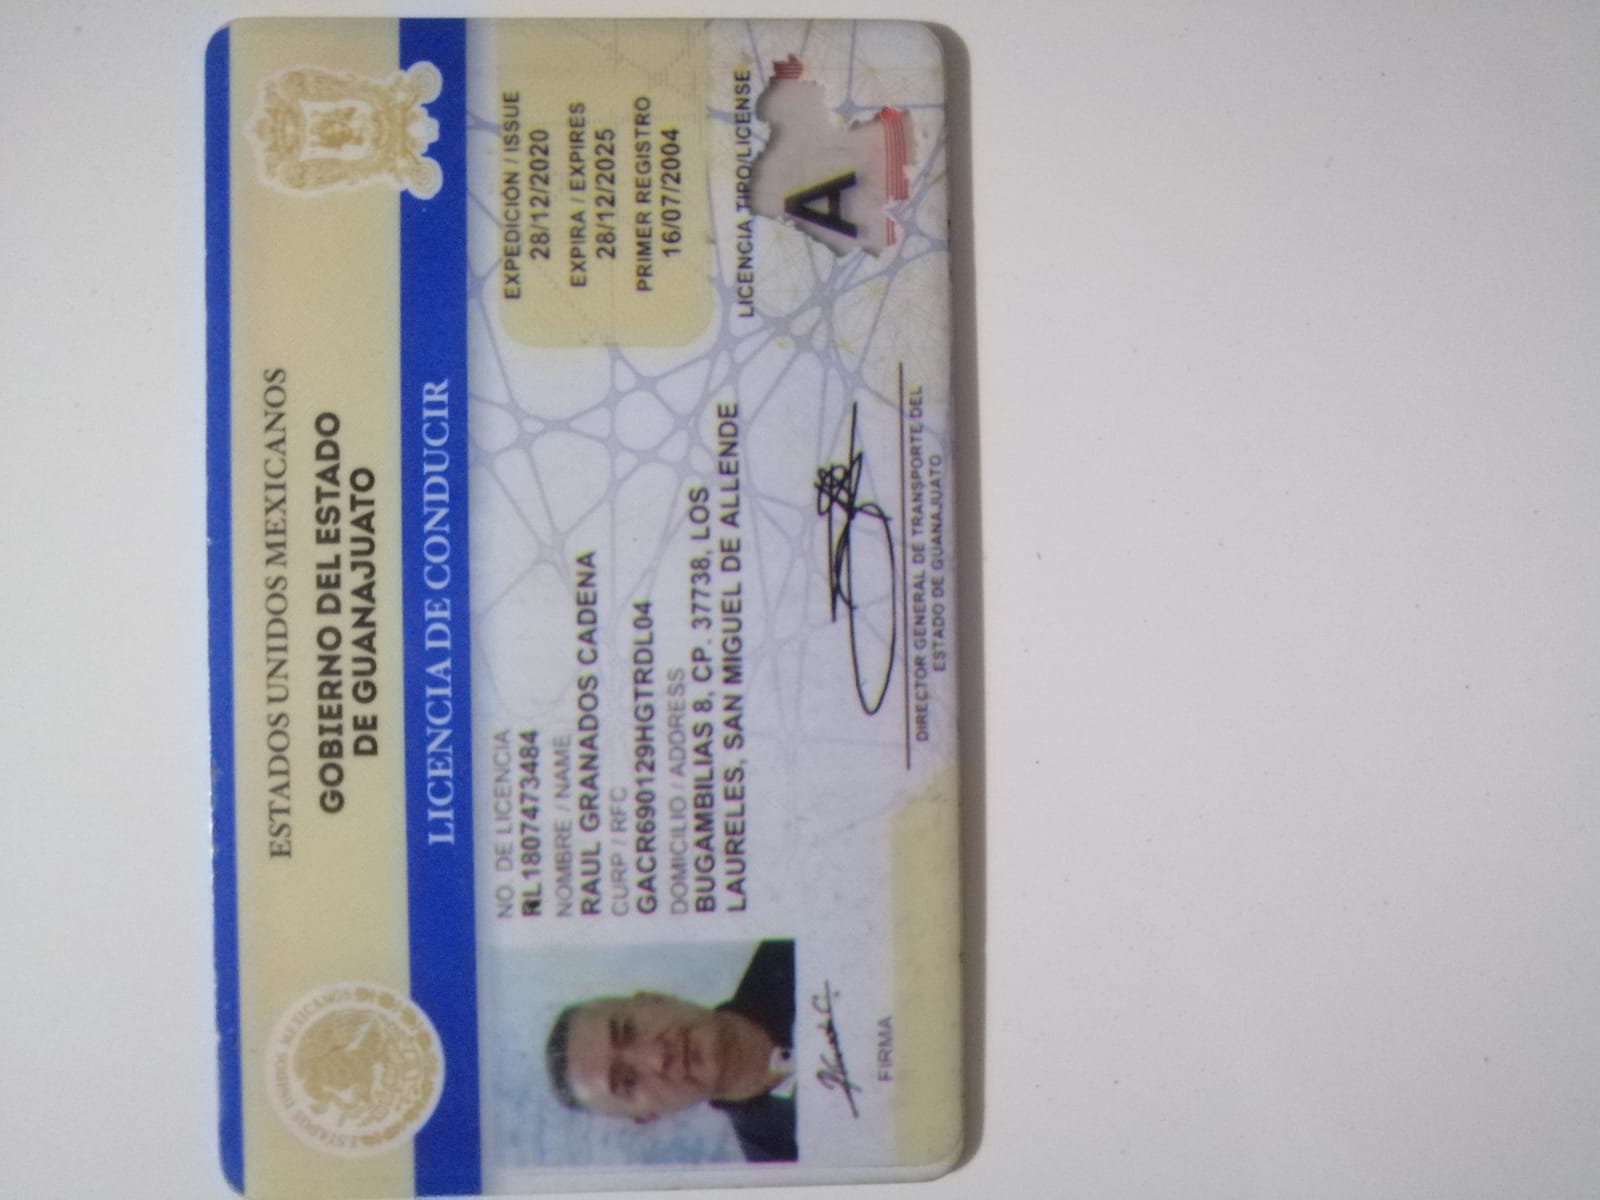 ESTADOS UNIDOS MEXICANOS
GOBIERNO DEL ESTADO
DE GUANAJUATO
LICENCIA DE CONDUCIR
ESTADOS UNIDOS MEXICANOS
NO. DE LICENCIA
RL1807473484
NOMBRE / NAME
RAUL GRANADOS CADENA
CURP / RFC
GACR690129HGTRDL04
DOMICILIO / ADDRESS
BUGAMBILIAS 8, CP. 37738, LOS
LAURELES, SAN MIGUEL DE ALLENDE
EXPEDICIÓN / ISSUE
28/12/2020
EXPIRA / EXPIRES
28/12/2025
PRIMER REGISTRO
16/07/2004
LICENCIA TIPO/LICENSE
A
FIRMA
DIRECTOR GENERAL DE TRANSPORTE DEL
ESTADO DE GUANAJUATO